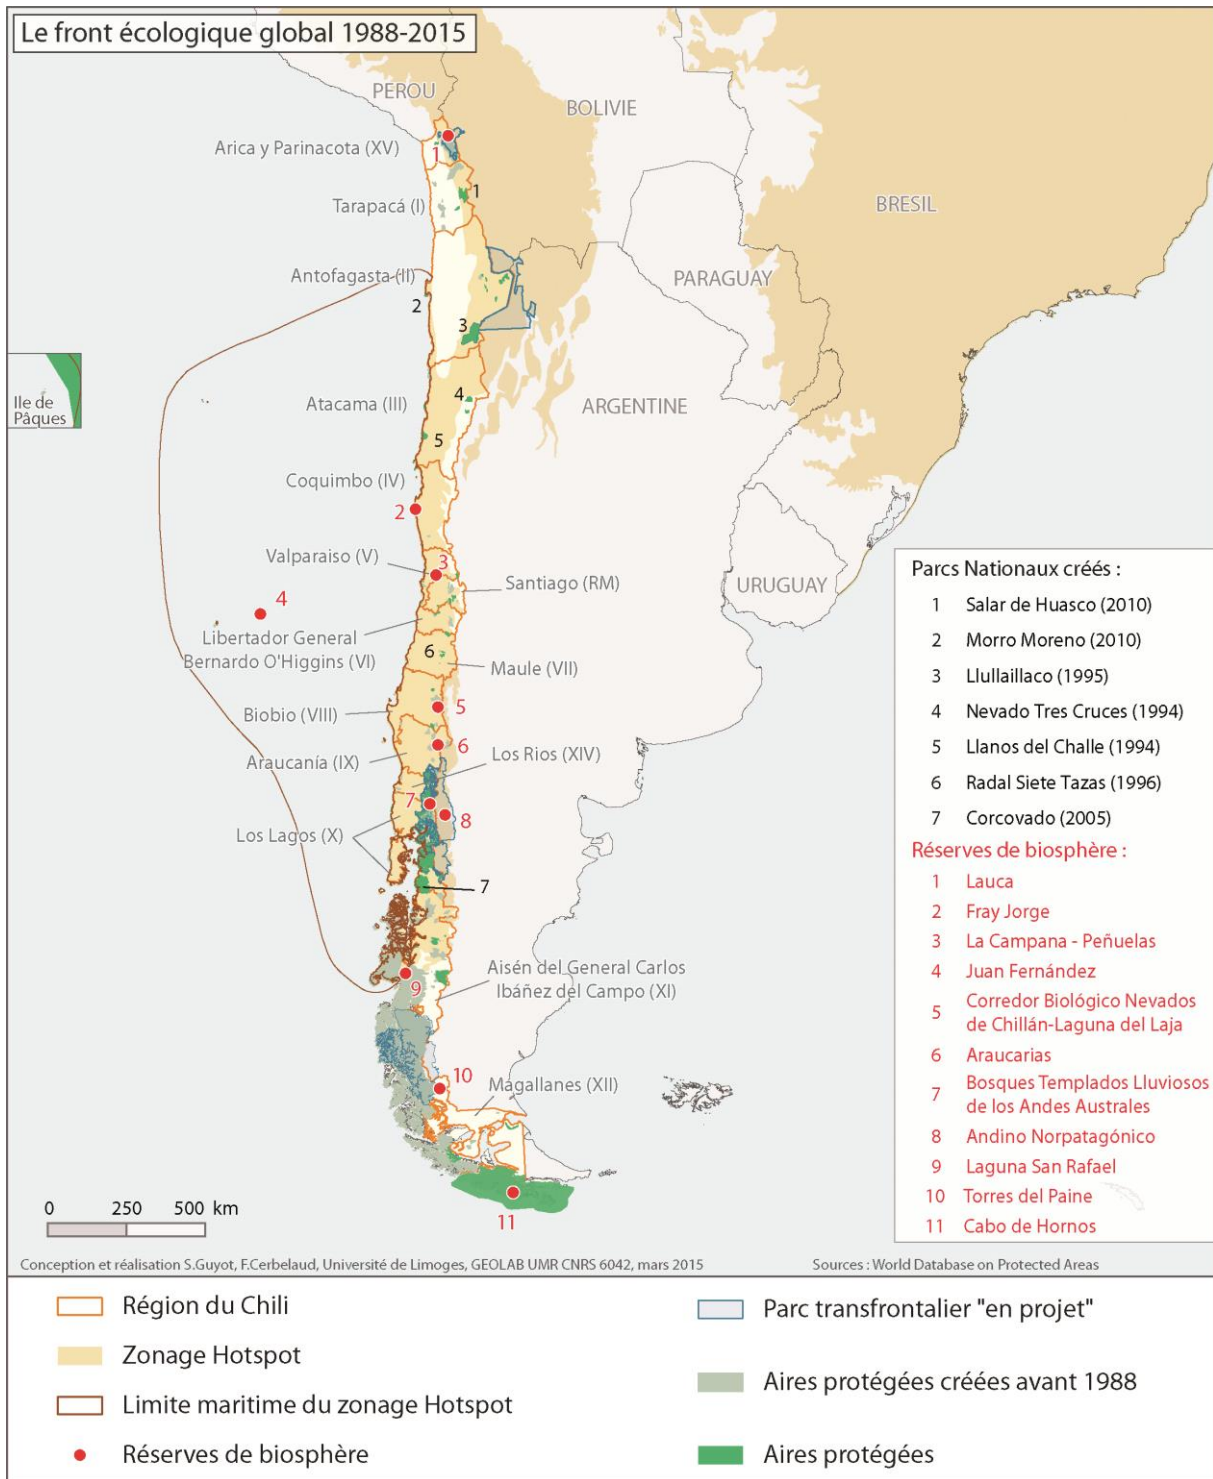 Le front écologique global 1988-2015
PEROU
BOLIVIE
Arica y Parinacota (XV)
1
Tarapacá (I)
1
BRESIL
Antofagasta (II)
PARAGUAY
2
3
Ile de
Pâques
Atacama (III)
4
ARGENTINE
5
Coquimbo (IV)
2
Valparaiso (V)
3
Santiago (RM)
URUGUAY
4
Libertador General
Bernardo O'Higgins (VI)
6
Maule (VII)
Biobio (VIII)
5
Araucanía (IX)
6
Los Rios (XIV)
7
8
Los Lagos (X)
7
Aisén del General Carlos
Ibáñez del Campo (XI)
9
10
Magallanes (XII)
11
Parcs Nationaux créés :
1 Salar de Huasco (2010)
2 Morro Moreno (2010)
3 Llullaillaco (1995)
4 Nevado Tres Cruces (1994)
5 Llanos del Challe (1994)
6 Radal Siete Tazas (1996)
7 Corcovado (2005)
Réserves de biosphère :
1 Lauca
2 Fray Jorge
3 La Campana - Peñuelas
4 Juan Fernández
5 Corredor Biológico Nevados
de Chillán-Laguna del Laja
6 Araucarias
7 Bosques Templados Lluviosos
de los Andes Australes
8 Andino Norpatagónico
9 Laguna San Rafael
10 Torres del Paine
11 Cabo de Hornos
0 250 500 km
Conception et réalisation S.Guyot, F.Cerbelaud, Université de Limoges, GEOLAB UMR CNRS 6042, mars 2015
Sources : World Database on Protected Areas
Région du Chili
Zonage Hotspot
Limite maritime du zonage Hotspot
Réserves de biosphère
Parc transfrontalier "en projet"
Aires protégées créées avant 1988
Aires protégées